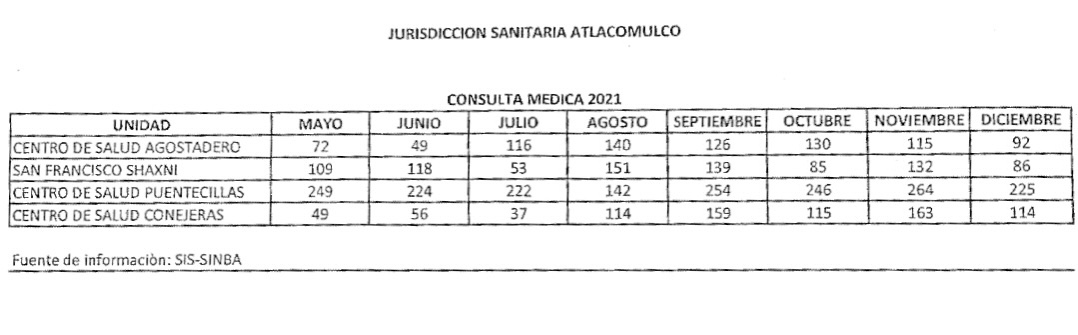 JURISDICCION SANITARIA ATLACOMULCO
CONSULTA MEDICA 2021
UNIDAD MAYO JUNIO JULIO AGOSTO SEPTIEMBRE OCTUBRE NOVIEMBRE DICIEMBRE
CENTRO DE SALUD AGOSTADERO 72 49 116 140 126 130 115 92
SAN FRANCISCO SHAXNI 109 118 53 151 139 85 132 86
CENTRO DE SALUD PUENTECILLAS 249 224 222 142 254 246 264 225
CENTRO DE SALUD CONEJERAS 49 56 37 114 159 115 163 114
Fuente de informaciòn: SIS-SINBA